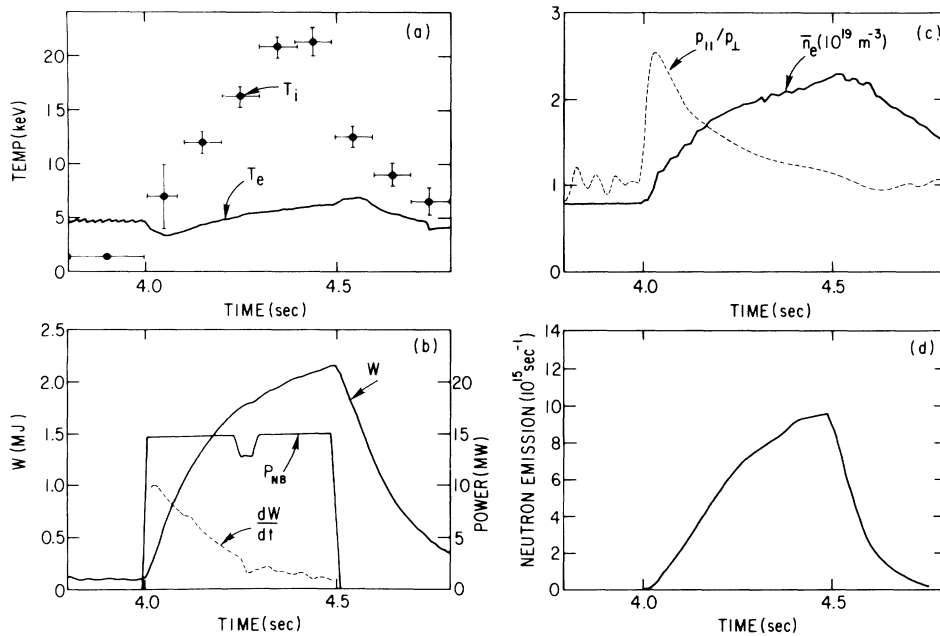 (a)
TEMP (keV)
20
15
10
5
0
T_i
T_e
4.0
4.5
TIME (sec)
(b)
W (MJ)
2.5
2.0
1.5
1.0
0.5
0
W
P_NB
dW
dt
20
15
10
5
0
POWER (MW)
4.0
4.5
TIME (sec)
(c)
p_∥/p_⊥
n̅_e (10^19 m^-3)
3
2
1
0
4.0
4.5
TIME (sec)
(d)
NEUTRON EMISSION (10^15 sec^-1)
14
12
10
8
6
4
2
0
4.0
4.5
TIME (sec)